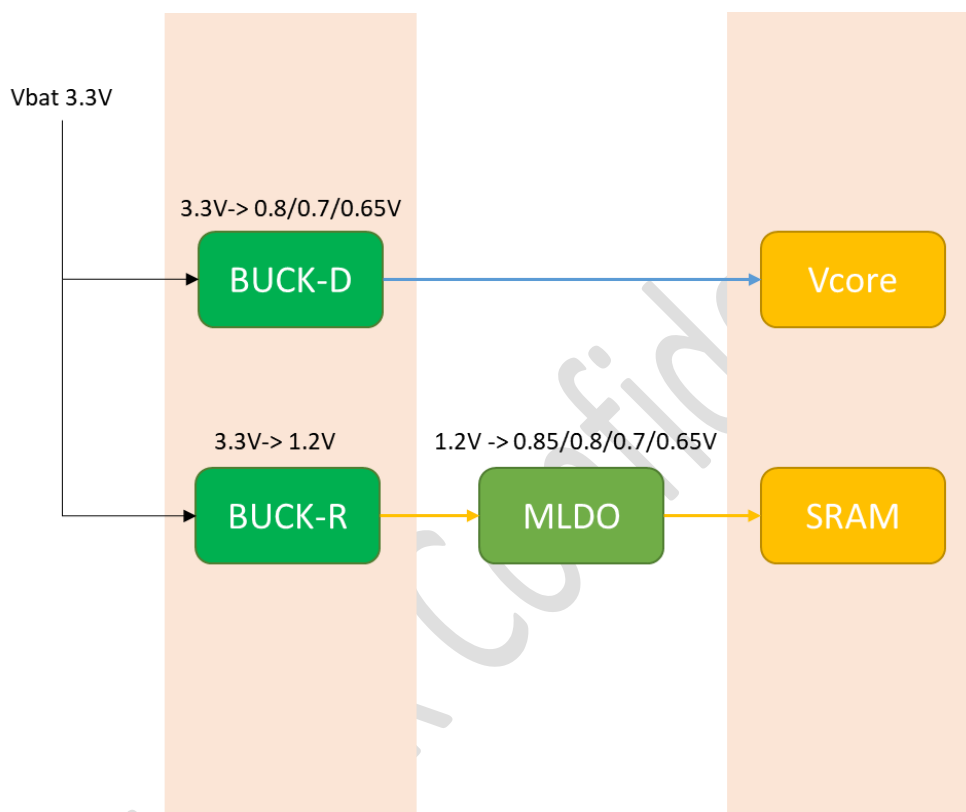 Vbat 3.3V
3.3V-> 0.8/0.7/0.65V
BUCK-D
Vcore
3.3V-> 1.2V
1.2V -> 0.85/0.8/0.7/0.65V
BUCK-R
MLDO
SRAM